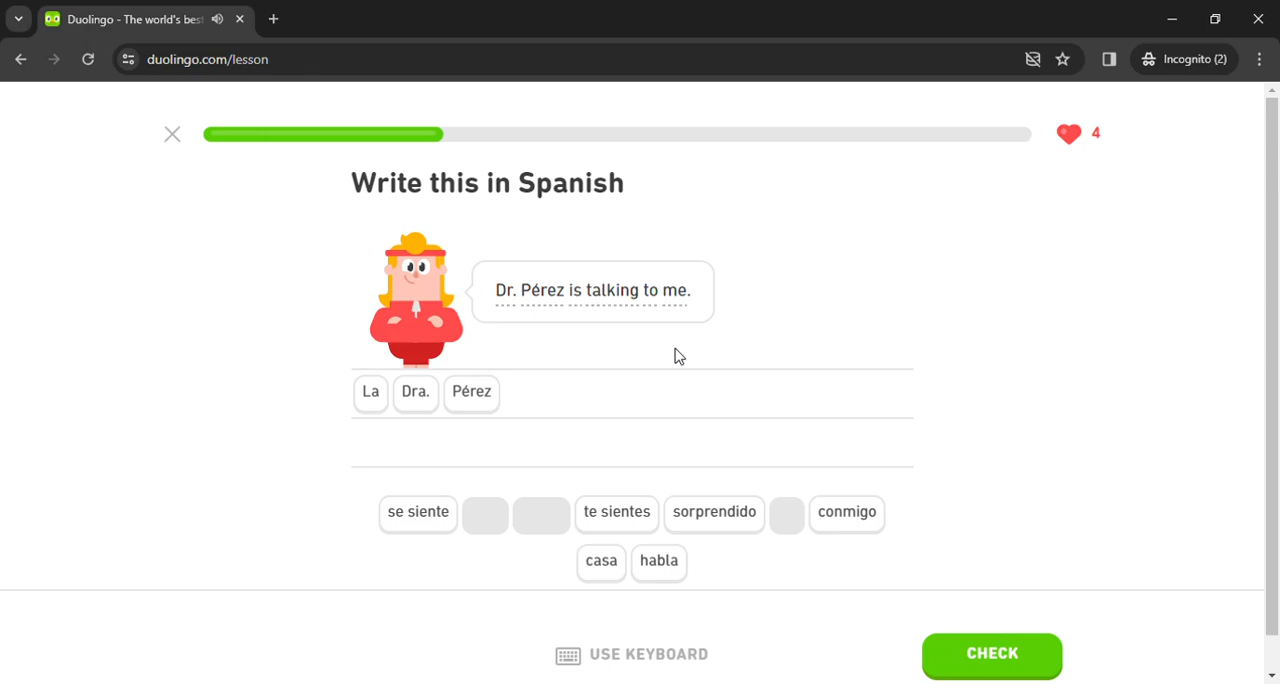 Duolingo - The world's bes
duolingo.com/lesson
Incognito (2)
4
Write this in Spanish
Dr. Pérez is talking to me.
La Dra. Pérez
se siente te sientes sorprendido conmigo
casa habla
USE KEYBOARD CHECK